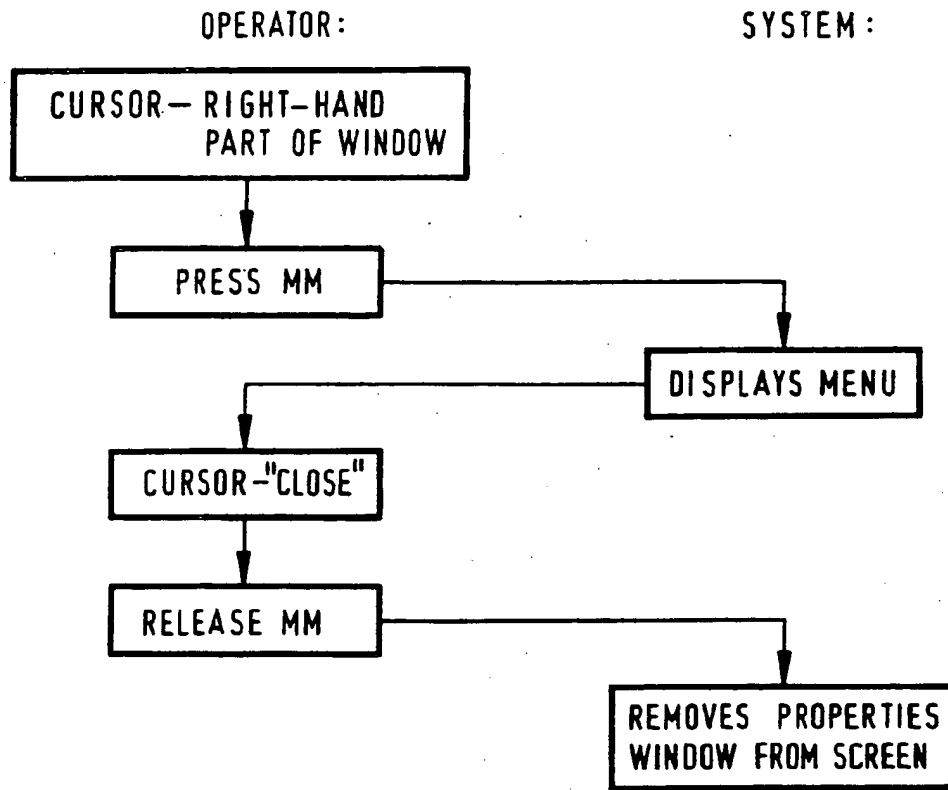 OPERATOR:
SYSTEM:
CURSOR— RIGHT-HAND
PART OF WINDOW
PRESS MM
DISPLAYS MENU
CURSOR-"CLOSE"
RELEASE MM
REMOVES PROPERTIES
WINDOW FROM SCREEN